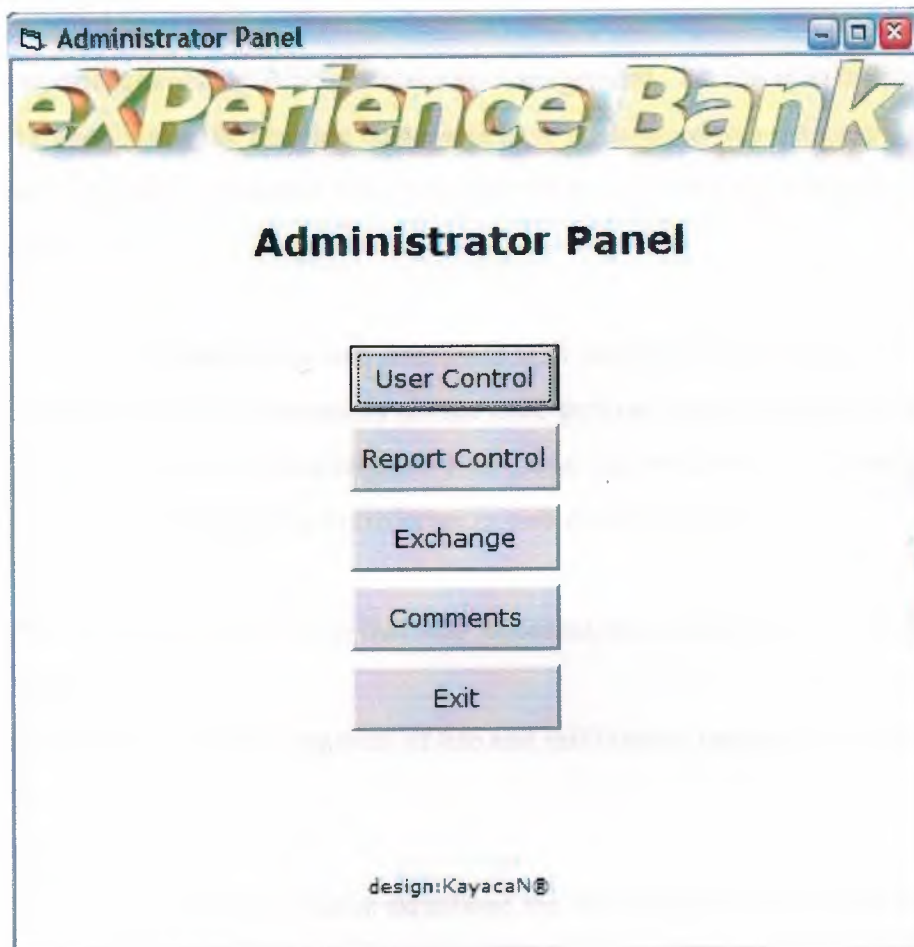 Administrator Panel
eXPerience Bank
Administrator Panel
User Control
Report Control
Exchange
Comments
Exit
design:KayacaN®